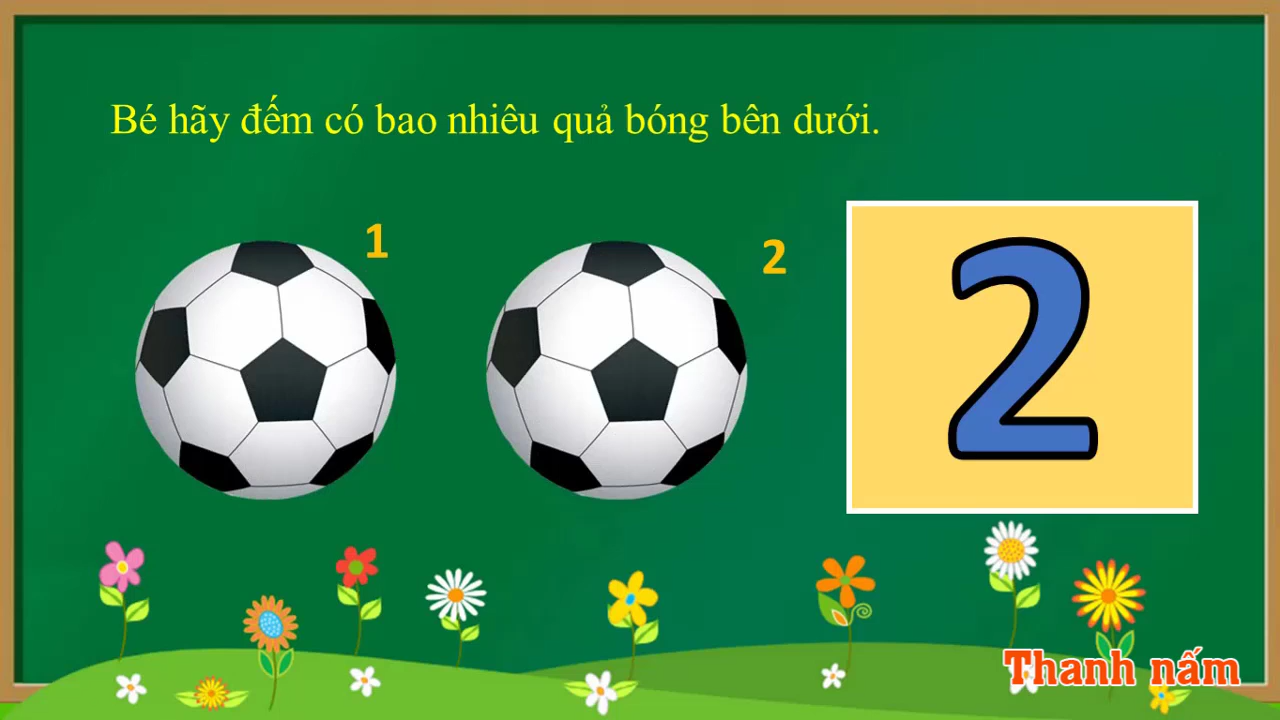 Bé hãy đếm có bao nhiêu quả bóng bên dưới.
1
2
2
Thanh nấm